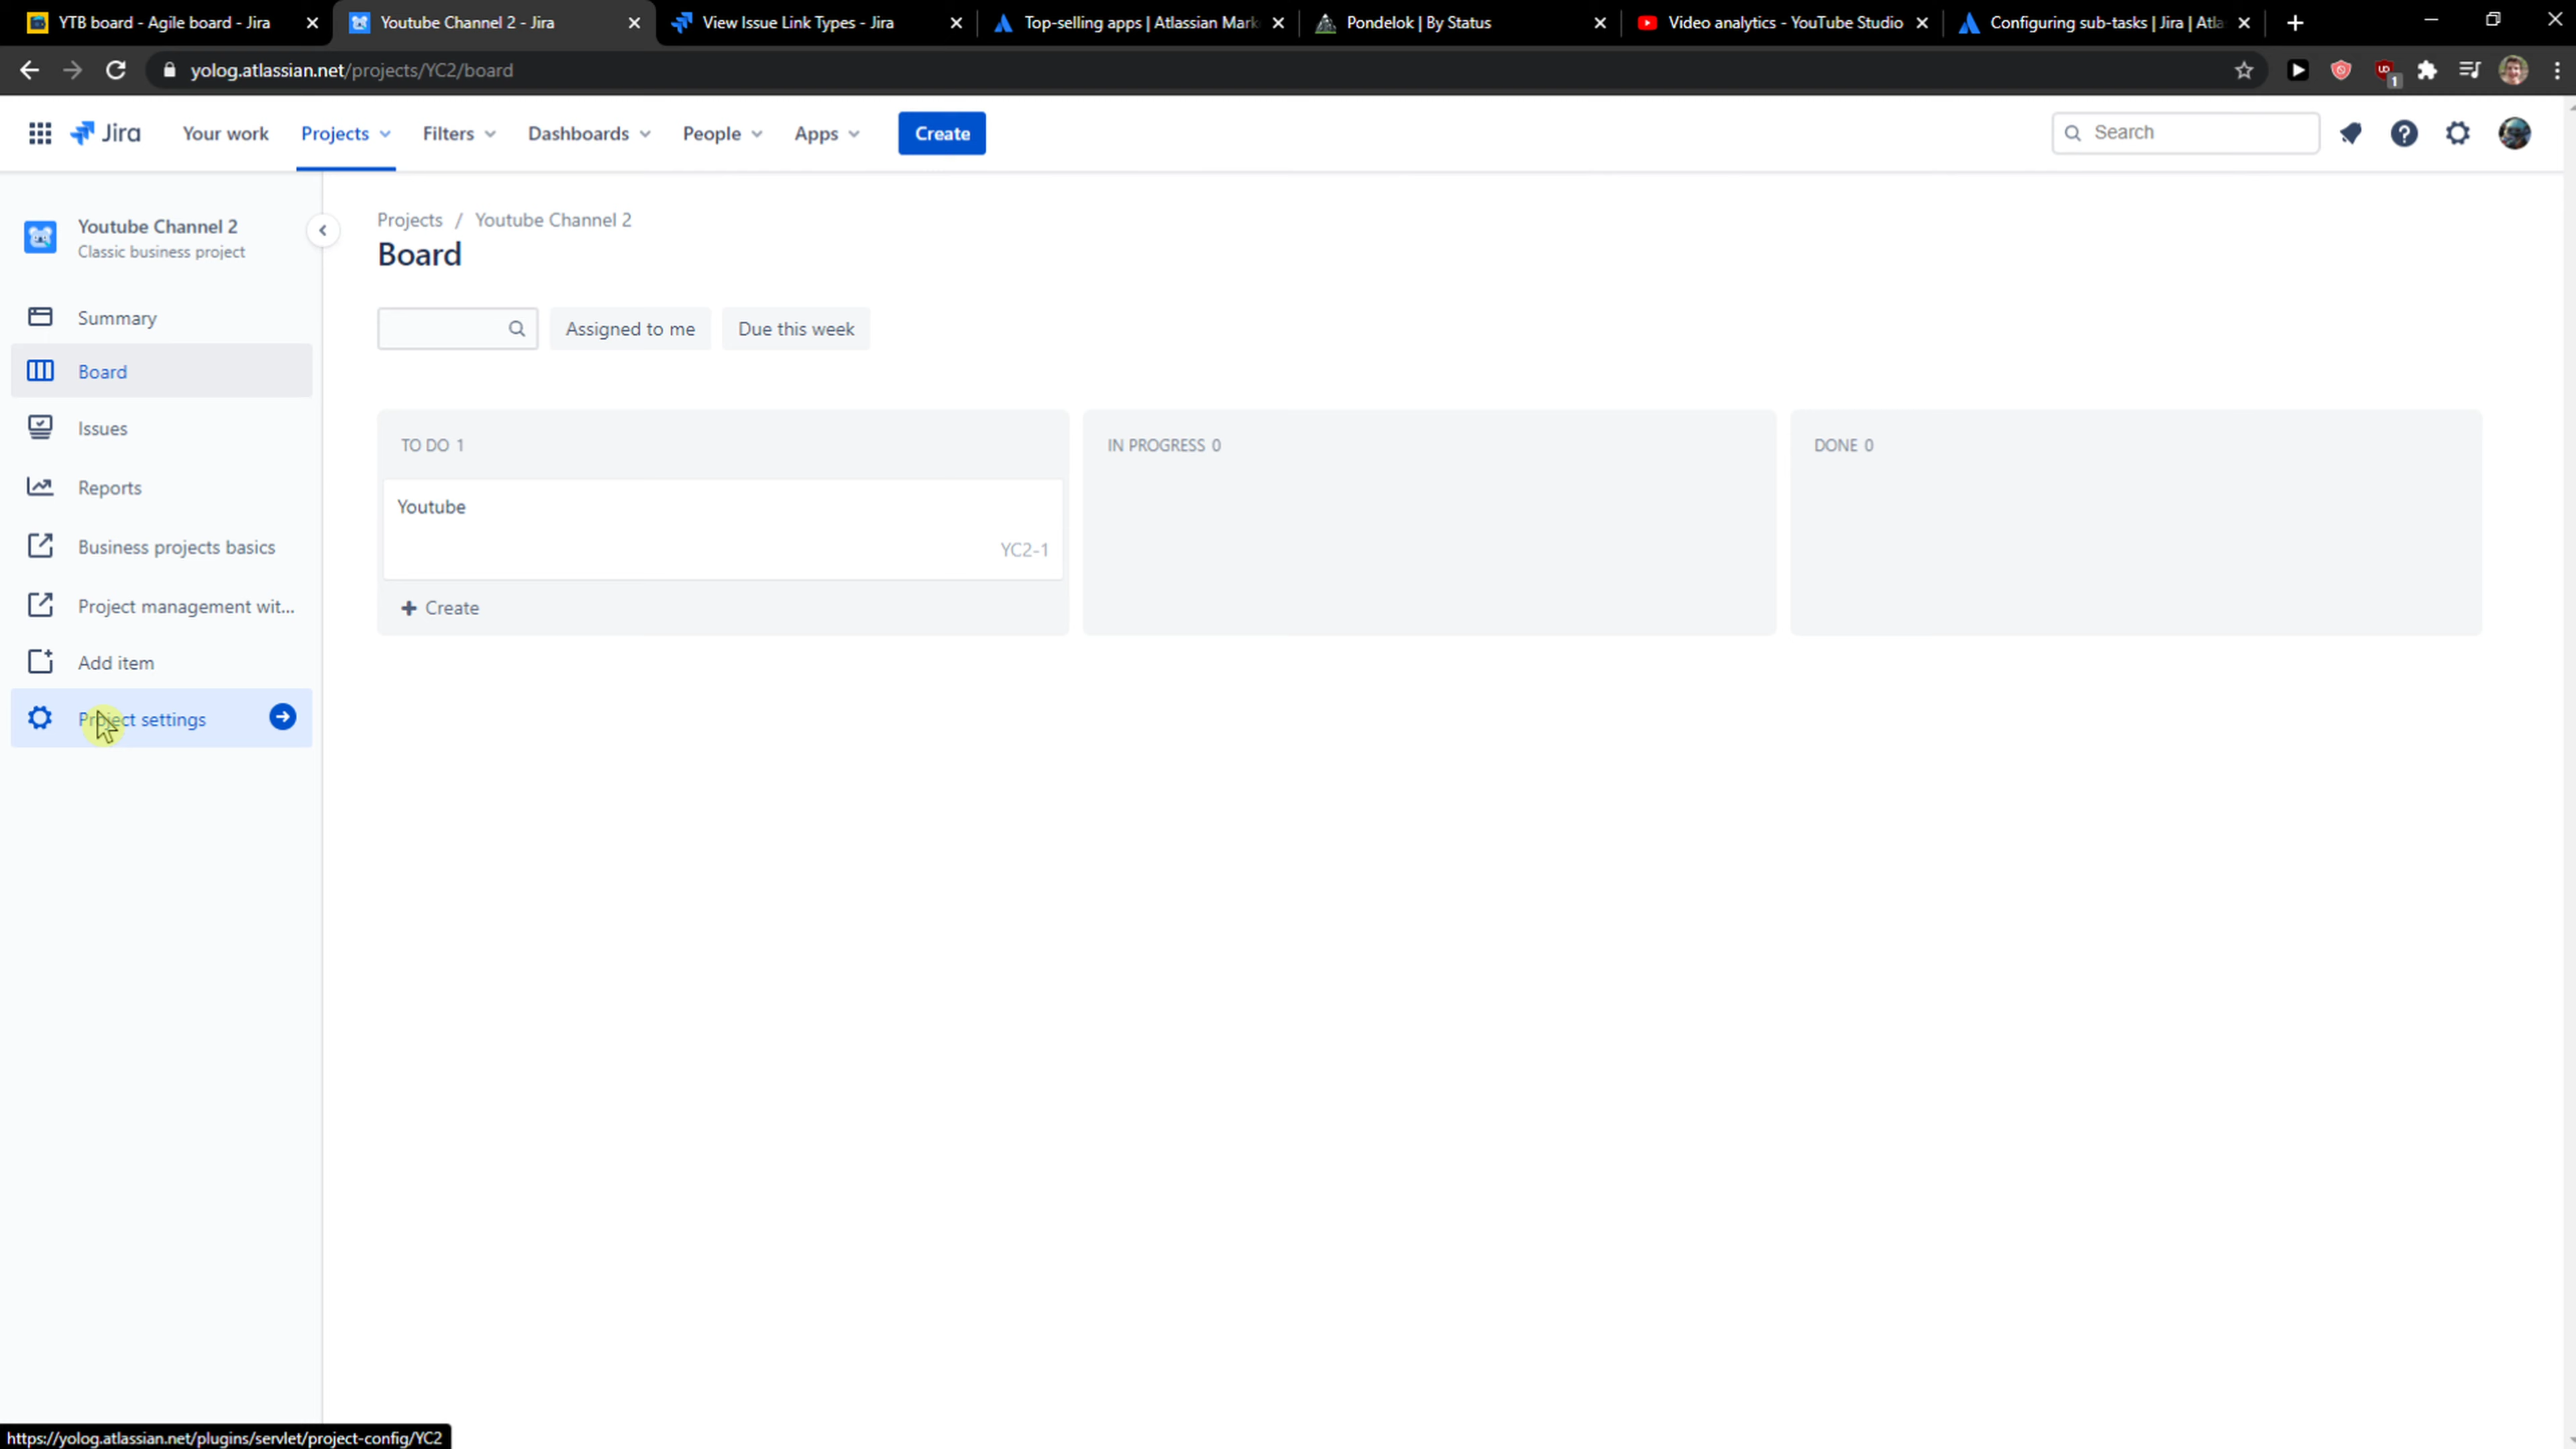 YTB board - Agile board - Jira
Youtube Channel 2 - Jira
View Issue Link Types - Jira
Top-selling apps | Atlassian Mark
Pondelok | By Status
Video analytics - YouTube Studio
Configuring sub-tasks | Jira | Atla
yolog.atlassian.net/projects/YC2/board
1
Jira
Your work
Projects
Filters
Dashboards
People
Apps
Create
Search
Youtube Channel 2
Classic business project
Summary
Board
Issues
Reports
Business projects basics
Project management wit...
Add item
Project settings
Projects / Youtube Channel 2
Board
Assigned to me
Due this week
TO DO 1
Youtube
YC2-1
+ Create
IN PROGRESS 0
DONE 0
https://yolog.atlassian.net/plugins/servlet/project-config/YC2